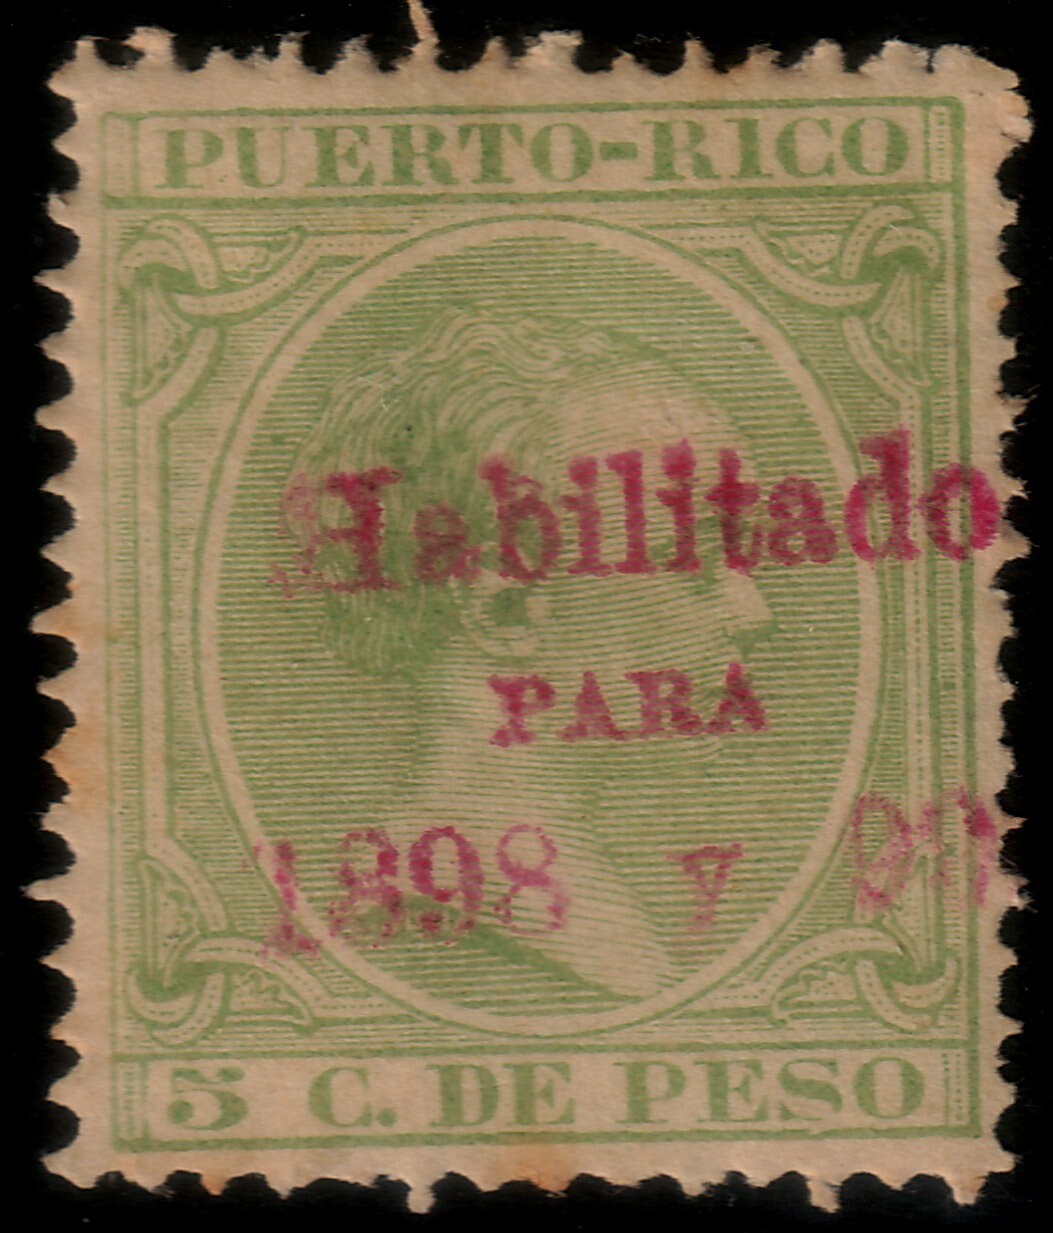 PUERTO-RICO
Habilitado
PARA
1898 y
5 C. DE PESO